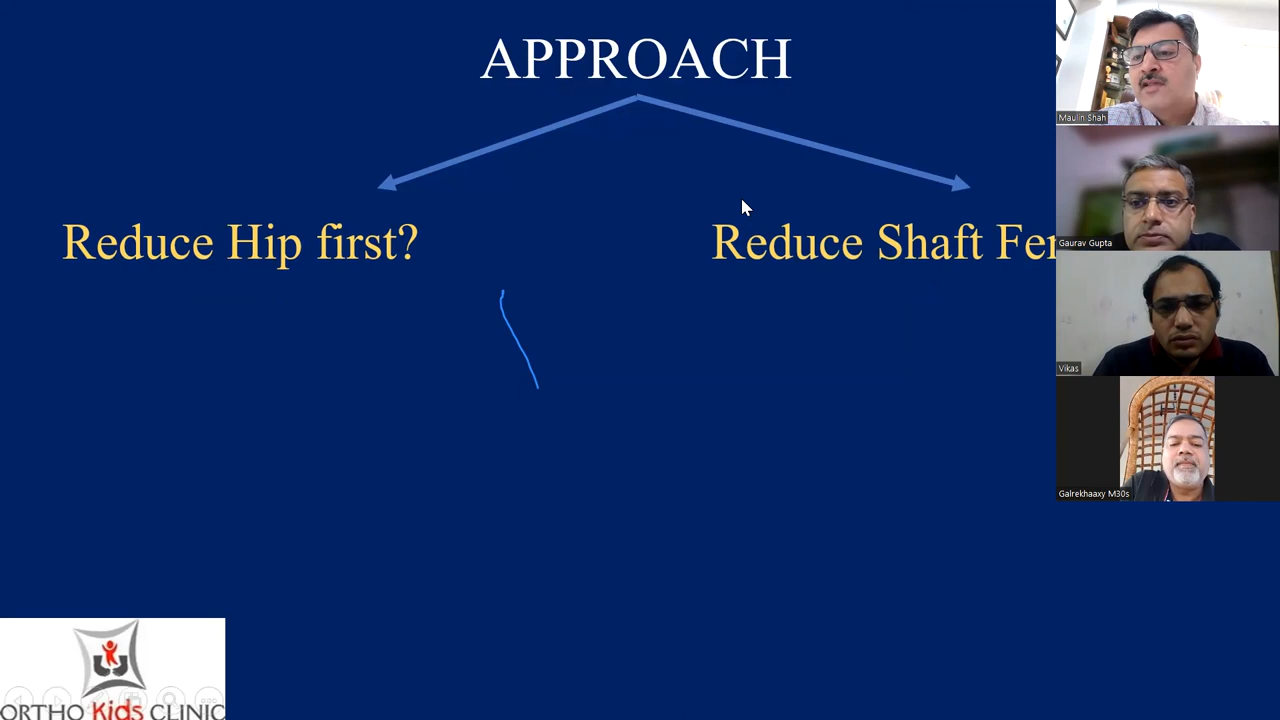 APPROACH
Reduce Hip first?
Reduce Shaft Fe
Maulin Shah
Gaurav Gupta
Vikas
Galrekhaaxy M30s
ORTHO Kids CLINIC